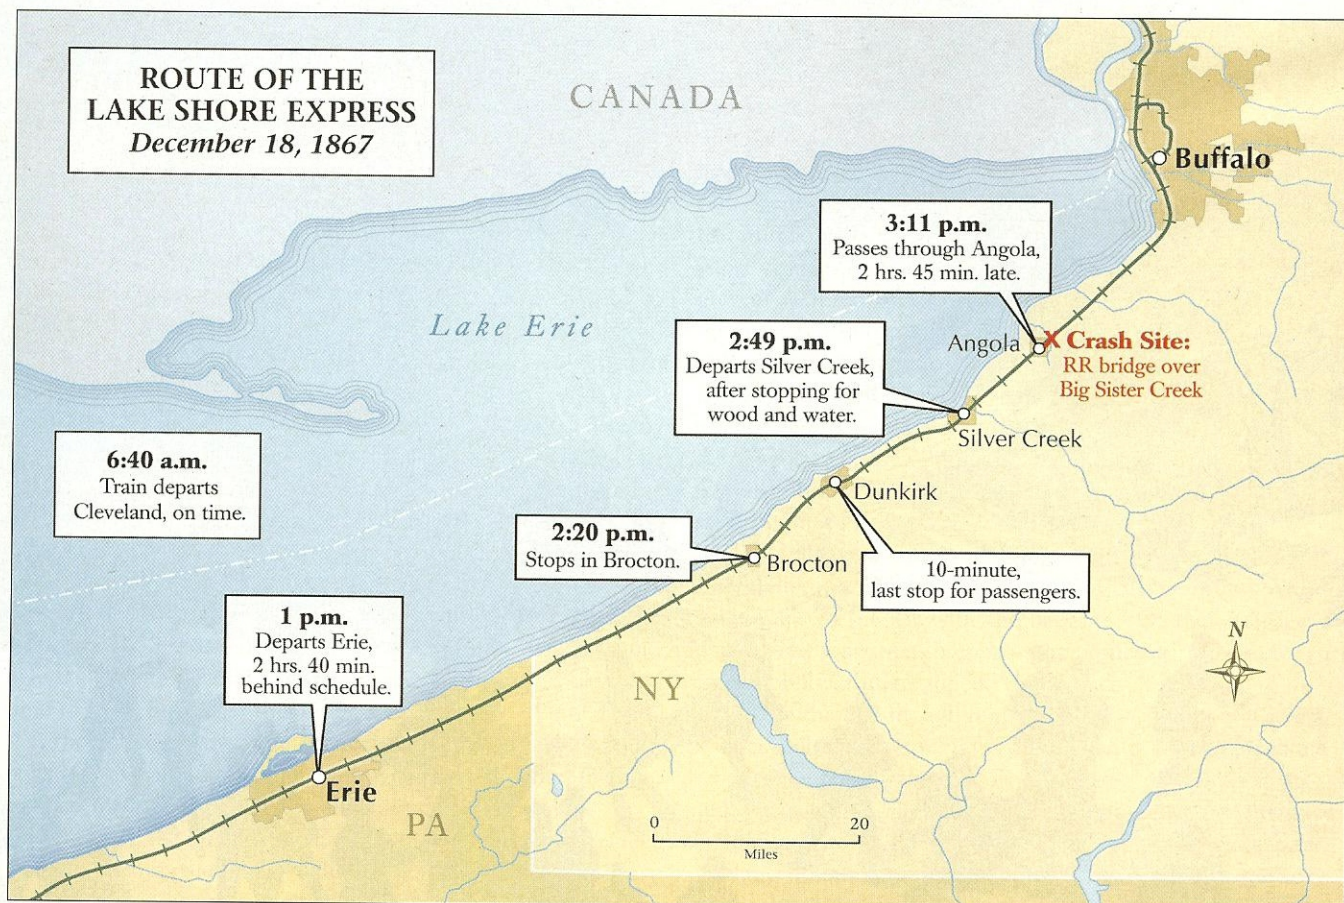 ROUTE OF THE
LAKE SHORE EXPRESS
December 18, 1867
CANADA
Buffalo
3:11 p.m.
Passes through Angola,
2 hrs. 45 min. late.
Lake Erie
2:49 p.m.
Departs Silver Creek,
after stopping for
wood and water.
Angola
X Crash Site:
RR bridge over
Big Sister Creek
Silver Creek
6:40 a.m.
Train departs
Cleveland, on time.
Dunkirk
2:20 p.m.
Stops in Brocton.
Brocton
10-minute,
last stop for passengers.
1 p.m.
Departs Erie,
2 hrs. 40 min.
behind schedule.
N
NY
Erie
PA
0 20
Miles